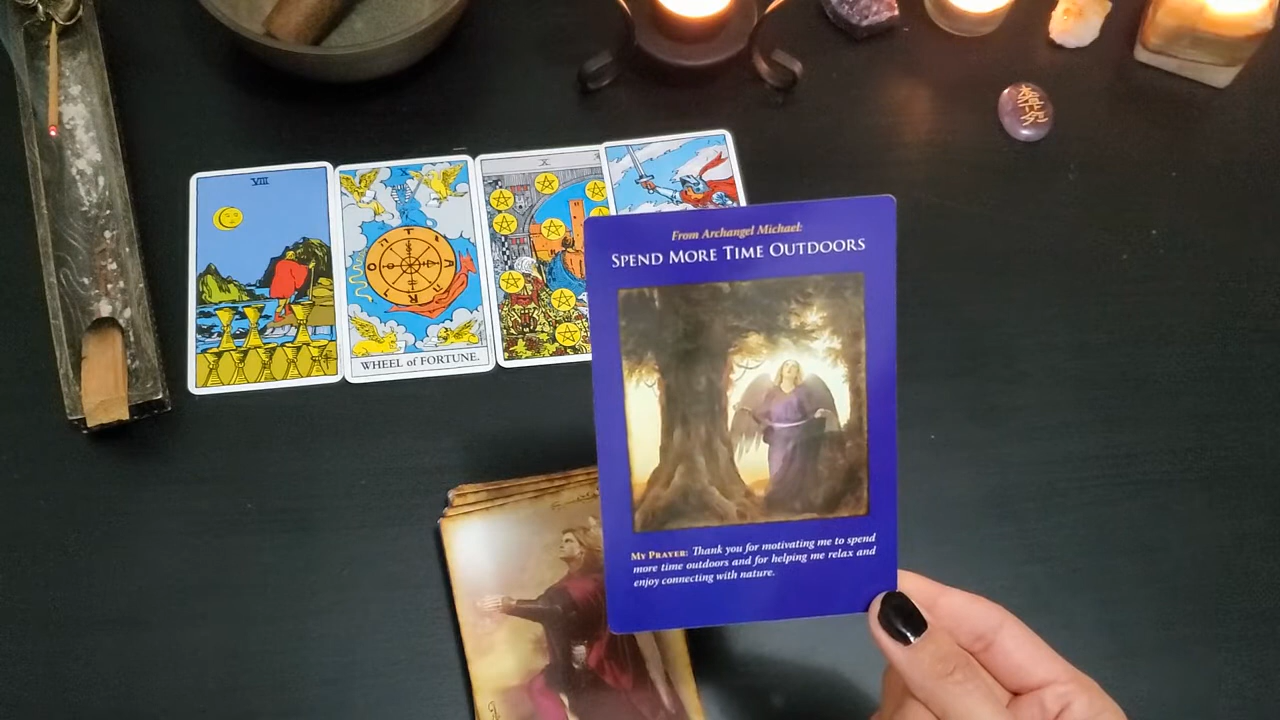 VIII
X
WHEEL of FORTUNE.
X
From Archangel Michael:
SPEND MORE TIME OUTDOORS
MY PRAYER: Thank you for motivating me to spend
more time outdoors and for helping me relax and
enjoy connecting with nature.